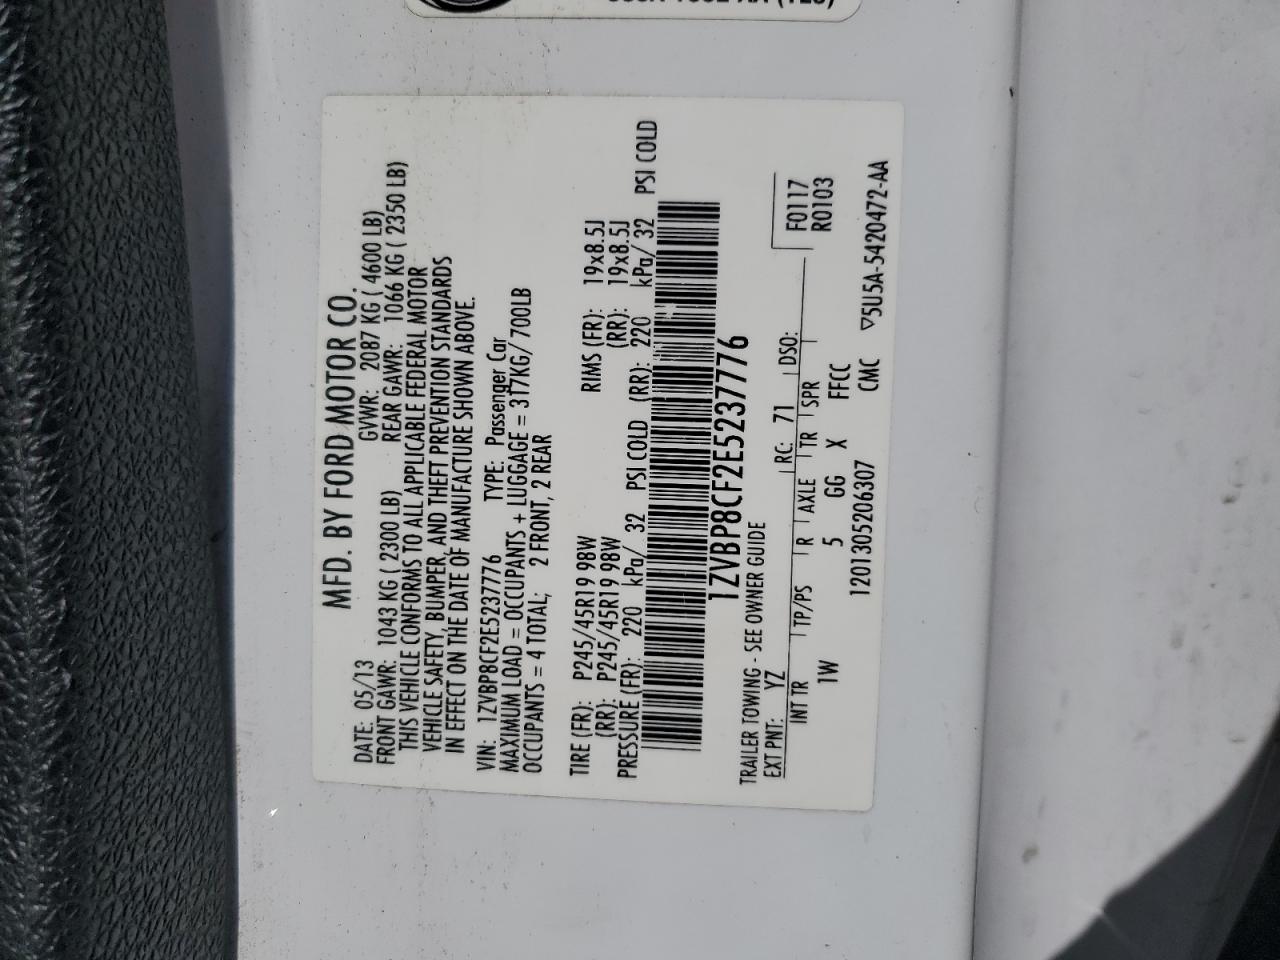 MFD. BY FORD MOTOR CO.
DATE: 05/13 GVWR: 2087 KG ( 4600 LB)
FRONT GAWR: 1043 KG ( 2300 LB) REAR GAWR: 1066 KG ( 2350 LB)
THIS VEHICLE CONFORMS TO ALL APPLICABLE FEDERAL MOTOR
VEHICLE SAFETY, BUMPER, AND THEFT PREVENTION STANDARDS
IN EFFECT ON THE DATE OF MANUFACTURE SHOWN ABOVE.
VIN: 1ZVBP8CF2E5237776 TYPE: Passenger Car
MAXIMUM LOAD = OCCUPANTS + LUGGAGE = 317KG/ 700LB
OCCUPANTS = 4 TOTAL; 2 FRONT, 2 REAR
TIRE (FR): P245/45R19 98W RIMS (FR): 19x8.5J
(RR): P245/45R19 98W (RR): 19x8.5J
PRESSURE (FR): 220 kPa/ 32 PSI COLD (RR): 220 kPa/ 32 PSI COLD
1ZVBP8CF2E5237776
TRAILER TOWING - SEE OWNER GUIDE
EXT PNT: YZ RC: 71 DSO: F0117
INT TR TP/PS R AXLE TR SPR R0103
1W 5 GG X FFCC
1201305206307 CMC ▽5U5A-5420472-AA